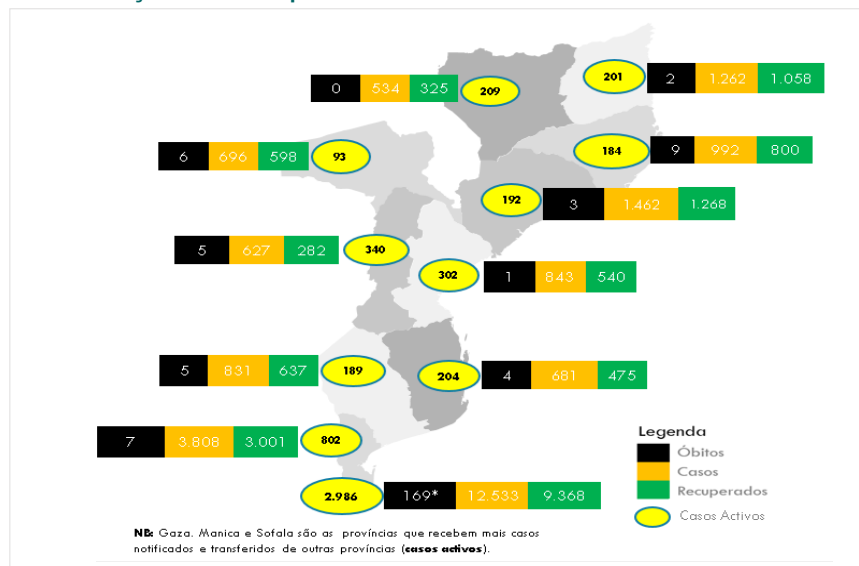 0 534 325 209
201 2 1.262 1.058
6 696 598 93
184 9 992 800
192 3 1.462 1.268
5 627 282 340
302 1 843 540
5 831 637 189
204 4 681 475
7 3.808 3.001 802
2.986 169* 12.533 9.368
Legenda
Óbitos
Casos
Recuperados
Casos Activos
NB: Gaza. Manica e Sofala são as províncias que recebem mais casos
notificados e transferidos de outras províncias (casos activos).